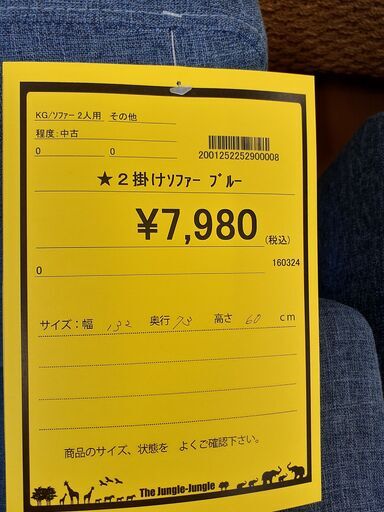 KG/ソファー 2人用 その他
程度:中古
0 0
2001252252900008
★2掛けソファー ブルー
¥7,980 (税込)
0 160324
サイズ:幅 132 奥行 73 高さ 60 cm
商品のサイズ、状態を よくご確認下さい。
The Jungle-Jungle